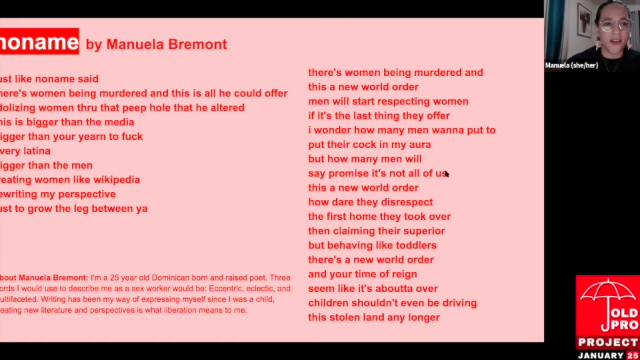 noname by Manuela Bremont
ust like noname said
here's women being murdered and this is all he could offer
dolizing women thru that peep hole that he altered
his is bigger than the media
igger than your yearn to fuck
very latina
igger than the men
reating women like wikipedia
ewriting my perspective
ust to grow the leg between ya
bout Manuela Bremont: I'm a 25 year old Dominican born and raised poet. Three
ords I would use to describe me as a sex worker would be: Eccentric, eclectic, and
ultifaceted. Writing has been my way of expressing myself since I was a child,
eating new literature and perspectives is what liberation means to me.
there's women being murdered and
this a new world order
men will start respecting women
if it's the last thing they offer
i wonder how many men wanna put to
put their cock in my aura
but how many men will
say promise it's not all of us
this a new world order
how dare they disrespect
the first home they took over
then claiming their superior
but behaving like toddlers
there's a new world order
and your time of reign
seem like it's aboutta over
children shouldn't even be driving
this stolen land any longer
Manuela (she/her)
OLD
PRO
PROJECT
JANUARY 25